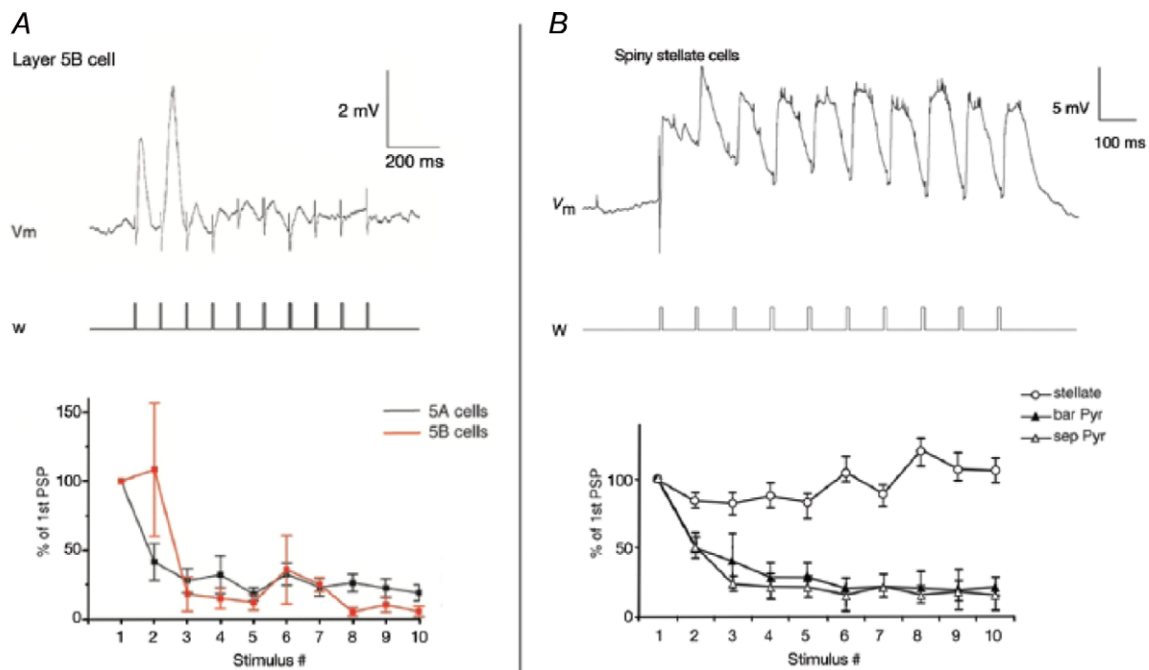 A
Layer 5B cell
2 mV
200 ms
Vm
w
150
100
50
0
% of 1st PSP
5A cells
5B cells
1 2 3 4 5 6 7 8 9 10
Stimulus #
B
Spiny stellate cells
5 mV
100 ms
Vm
W
stellate
bar Pyr
sep Pyr
100
50
0
% of 1st PSP
1 2 3 4 5 6 7 8 9 10
Stimulus #